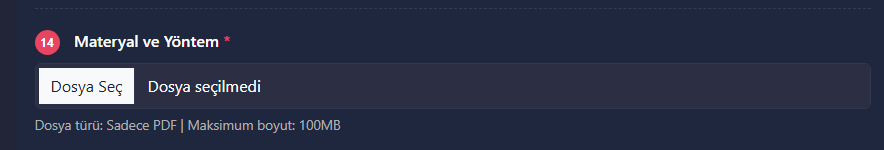 14 Materyal ve Yöntem *
Dosya Seç Dosya seçilmedi
Dosya türü: Sadece PDF | Maksimum boyut: 100MB